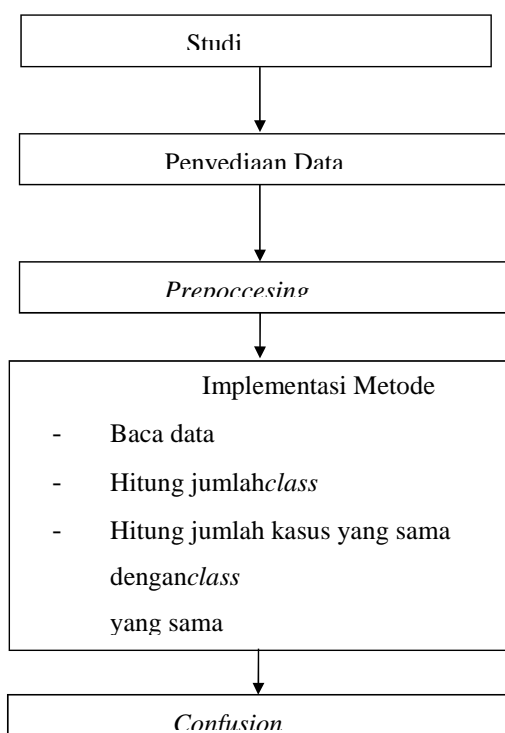 Studi
Penyediaan Data
Prepoccesing
Implementasi Metode
- Baca data
- Hitung jumlahclass
- Hitung jumlah kasus yang sama
denganclass
yang sama
Confusion